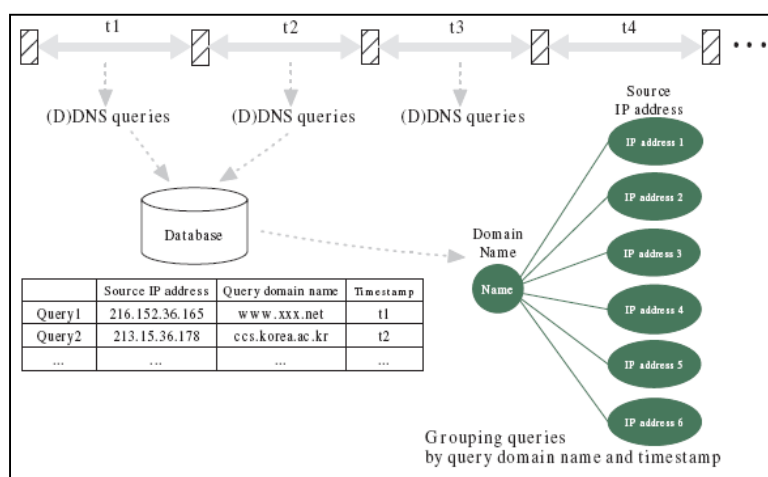 t1 t2 t3 t4
(D)DNS queries (D)DNS queries (D)DNS queries
Source
IP address
IP address 1
IP address 2
IP address 3
IP address 4
IP address 5
IP address 6
Domain
Name
Name
Database
Source IP address Query domain name Timestamp
Query1 216.152.36.165 www.xxx.net t1
Query2 213.15.36.178 ccs.korea.ac.kr t2
... ... ... ...
Grouping queries
by query domain name and timestamp